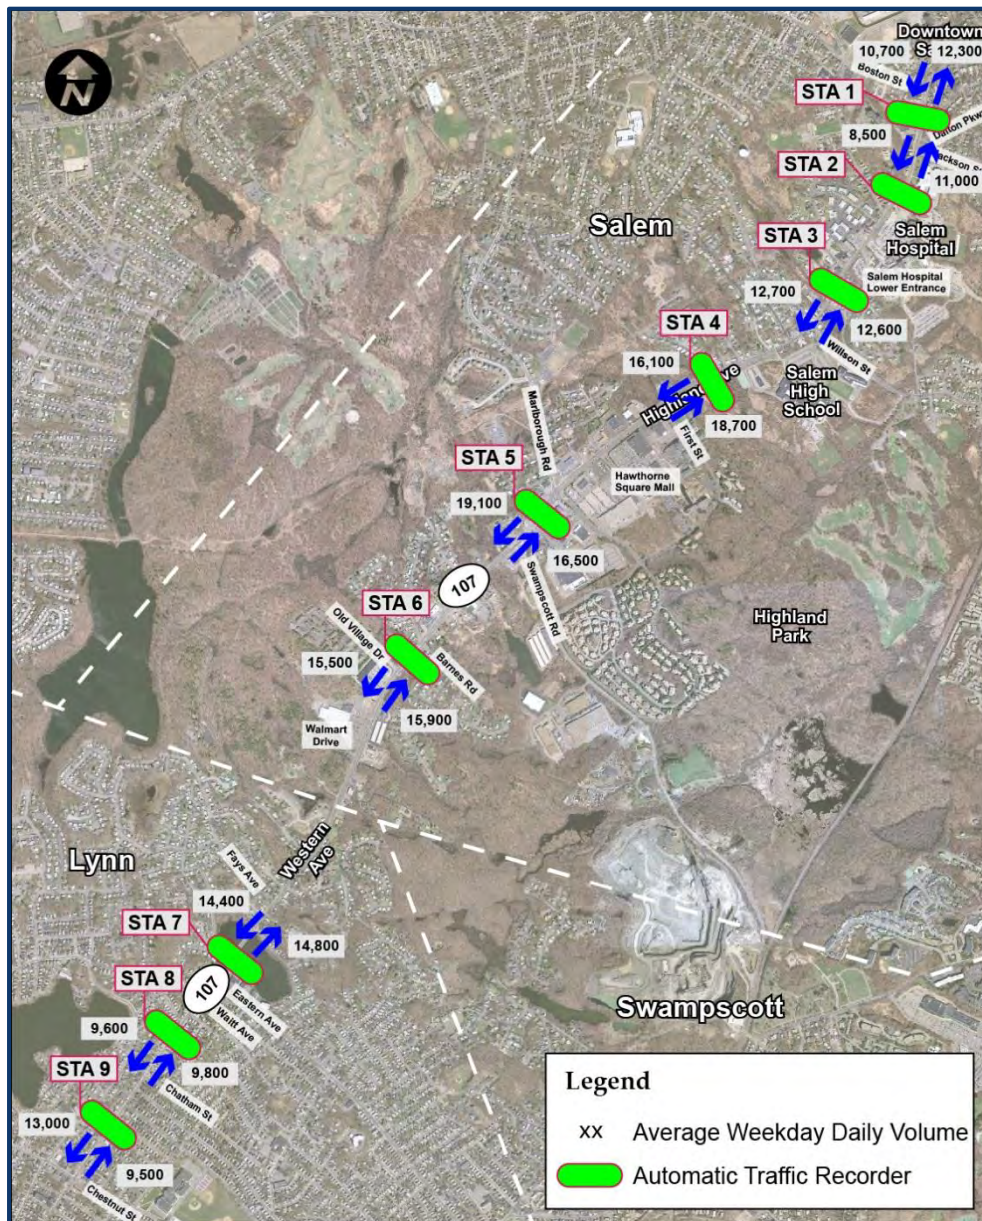 N
Downtown
Sa
10,700
12,300
Boston St
STA 1
Dalton Pkwy
8,500
ackson St
STA 2
11,000
Salem
Salem
Hospital
STA 3
Salem Hospital
Lower Entrance
12,700
12,600
STA 4
Willson St
16,100
Highland Ave
Salem
High
School
18,700
First St
Marlborough Rd
STA 5
Hawthorne
Square Mall
19,100
16,500
107
Swampscott Rd
STA 6
Highland
Park
Old Village Dr
Barnes Rd
15,500
15,900
Walmart
Drive
Western
Ave
Lynn
Fays Ave
14,400
STA 7
14,800
STA 8
107
Eastern Ave
Waitt Ave
Swampscott
9,600
9,800
STA 9
Chatham St
13,000
9,500
Chestnut St
Legend
xx Average Weekday Daily Volume
Automatic Traffic Recorder